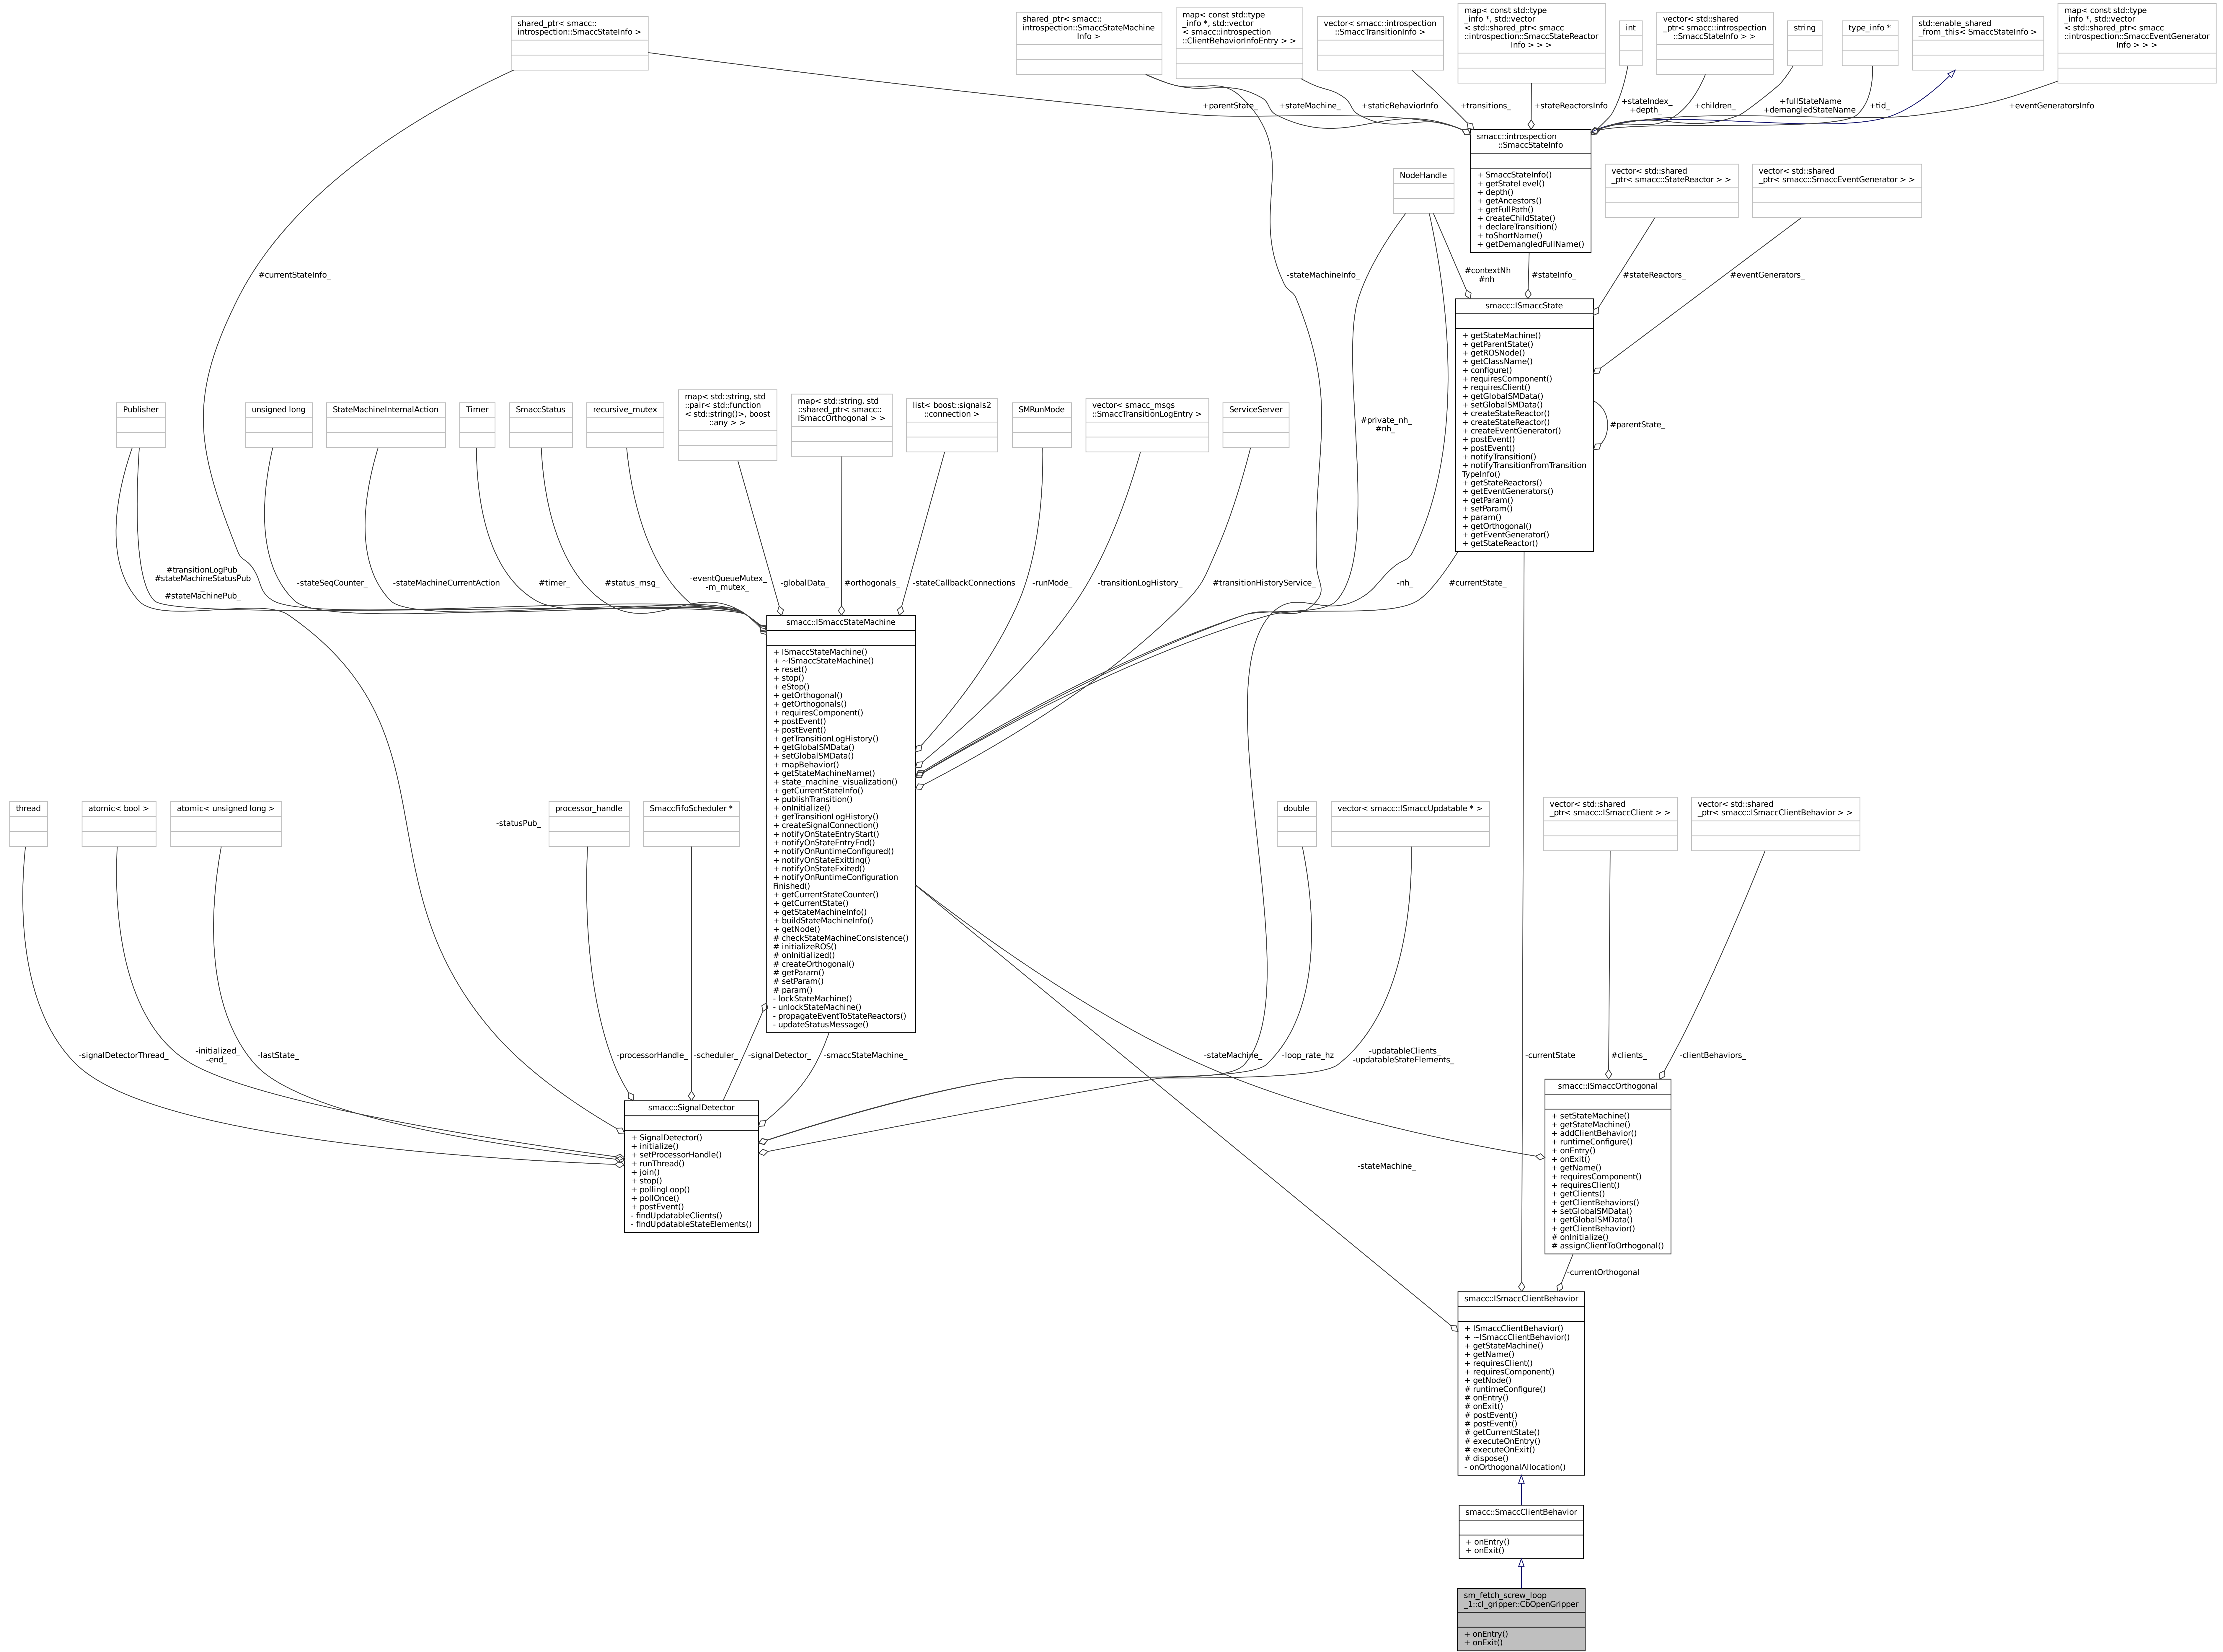 shared_ptr< smacc::
introspection::SmaccStateInfo >
shared_ptr< smacc::
introspection::SmaccStateMachine
Info >
map< const std::type
_info *, std::vector
< smacc::introspection
::ClientBehaviorInfoEntry > >
vector< smacc::introspection
::SmaccTransitionInfo >
map< const std::type
_info *, std::vector
< std::shared_ptr< smacc
::introspection::SmaccStateReactor
Info > > >
int
vector< std::shared
_ptr< smacc::introspection
::SmaccStateInfo > >
string
type_info *
std::enable_shared
_from_this< SmaccStateInfo >
map< const std::type
_info *, std::vector
< std::shared_ptr< smacc
::introspection::SmaccEventGenerator
Info > > >
+parentState_
+stateMachine_
+staticBehaviorInfo
+transitions_
+stateReactorsInfo
+stateIndex_
+depth_
+children_
+fullStateName
+demangledStateName
+tid_
+eventGeneratorsInfo
smacc::introspection
::SmaccStateInfo
+ SmaccStateInfo()
+ getStateLevel()
+ depth()
+ getAncestors()
+ getFullPath()
+ createChildState()
+ declareTransition()
+ toShortName()
+ getDemangledFullName()
NodeHandle
vector< std::shared
_ptr< smacc::StateReactor > >
vector< std::shared
_ptr< smacc::SmaccEventGenerator > >
#currentStateInfo_
-stateMachineInfo_
#contextNh
#nh
#stateInfo_
#stateReactors_
#eventGenerators_
smacc::ISmaccState
+ getStateMachine()
+ getParentState()
+ getROSNode()
+ getClassName()
+ configure()
+ requiresComponent()
+ requiresClient()
+ getGlobalSMData()
+ setGlobalSMData()
+ createStateReactor()
+ createStateReactor()
+ createEventGenerator()
+ postEvent()
+ postEvent()
+ notifyTransition()
+ notifyTransitionFromTransition
TypeInfo()
+ getStateReactors()
+ getEventGenerators()
+ getParam()
+ setParam()
+ param()
+ getOrthogonal()
+ getEventGenerator()
+ getStateReactor()
#parentState_
Publisher
unsigned long
StateMachineInternalAction
Timer
SmaccStatus
recursive_mutex
map< std::string, std
::pair< std::function
< std::string()>, boost
::any > >
map< std::string, std
::shared_ptr< smacc::
ISmaccOrthogonal > >
list< boost::signals2
::connection >
SMRunMode
vector< smacc_msgs
::SmaccTransitionLogEntry >
ServiceServer
#private_nh_
#nh_
#transitionLogPub_
#stateMachineStatusPub
_
#stateMachinePub_
-stateSeqCounter_
-stateMachineCurrentAction
#timer_
#status_msg_
-eventQueueMutex_
-m_mutex_
-globalData_
#orthogonals_
-stateCallbackConnections
-runMode_
-transitionLogHistory_
#transitionHistoryService_
-nh_
#currentState_
smacc::ISmaccStateMachine
+ ISmaccStateMachine()
+ ~ISmaccStateMachine()
+ reset()
+ stop()
+ eStop()
+ getOrthogonal()
+ getOrthogonals()
+ requiresComponent()
+ postEvent()
+ postEvent()
+ getTransitionLogHistory()
+ getGlobalSMData()
+ setGlobalSMData()
+ mapBehavior()
+ getStateMachineName()
+ state_machine_visualization()
+ getCurrentStateInfo()
+ publishTransition()
+ onInitialize()
+ getTransitionLogHistory()
+ createSignalConnection()
+ notifyOnStateEntryStart()
+ notifyOnStateEntryEnd()
+ notifyOnRuntimeConfigured()
+ notifyOnStateExitting()
+ notifyOnStateExited()
+ notifyOnRuntimeConfiguration
Finished()
+ getCurrentStateCounter()
+ getCurrentState()
+ getStateMachineInfo()
+ buildStateMachineInfo()
+ getNode()
# checkStateMachineConsistence()
# initializeROS()
# onInitialized()
# createOrthogonal()
# getParam()
# setParam()
# param()
- lockStateMachine()
- unlockStateMachine()
- propagateEventToStateReactors()
- updateStatusMessage()
thread
atomic< bool >
atomic< unsigned long >
-statusPub_
processor_handle
SmaccFifoScheduler *
double
vector< smacc::ISmaccUpdatable * >
vector< std::shared
_ptr< smacc::ISmaccClient > >
vector< std::shared
_ptr< smacc::ISmaccClientBehavior > >
-signalDetectorThread_
-initialized_
-end_
-lastState_
-processorHandle_
-scheduler_
-signalDetector_
-smaccStateMachine_
-stateMachine_
-loop_rate_hz
-updatableClients_
-updatableStateElements_
-currentState
#clients_
-clientBehaviors_
smacc::SignalDetector
+ SignalDetector()
+ initialize()
+ setProcessorHandle()
+ runThread()
+ join()
+ stop()
+ pollingLoop()
+ pollOnce()
+ postEvent()
- findUpdatableClients()
- findUpdatableStateElements()
smacc::ISmaccOrthogonal
+ setStateMachine()
+ getStateMachine()
+ addClientBehavior()
+ runtimeConfigure()
+ onEntry()
+ onExit()
+ getName()
+ requiresComponent()
+ requiresClient()
+ getClients()
+ getClientBehaviors()
+ setGlobalSMData()
+ getGlobalSMData()
+ getClientBehavior()
# onInitialize()
# assignClientToOrthogonal()
-stateMachine_
-currentOrthogonal
smacc::ISmaccClientBehavior
+ ISmaccClientBehavior()
+ ~ISmaccClientBehavior()
+ getStateMachine()
+ getName()
+ requiresClient()
+ requiresComponent()
+ getNode()
# runtimeConfigure()
# onEntry()
# onExit()
# postEvent()
# postEvent()
# getCurrentState()
# executeOnEntry()
# executeOnExit()
# dispose()
- onOrthogonalAllocation()
smacc::SmaccClientBehavior
+ onEntry()
+ onExit()
sm_fetch_screw_loop
_1::cl_gripper::CbOpenGripper
+ onEntry()
+ onExit()